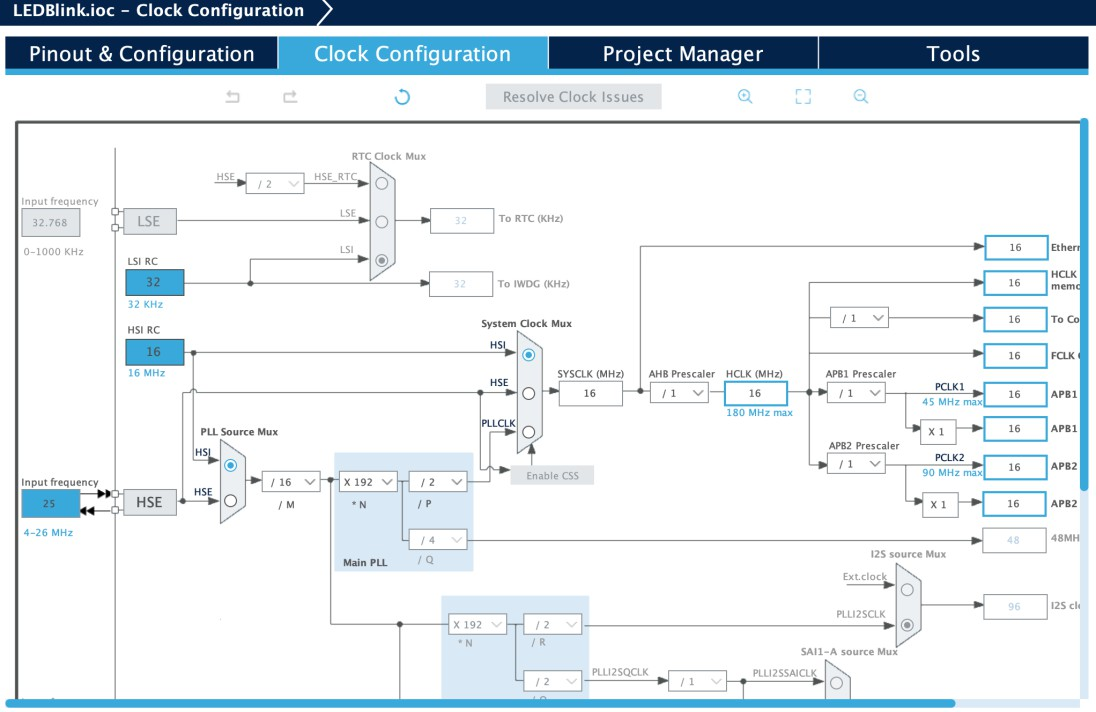 LEDBlink.ioc – Clock Configuration
Pinout & Configuration
Clock Configuration
Project Manager
Tools
Resolve Clock Issues
RTC Clock Mux
HSE
/ 2
HSE_RTC
Input frequency
32.768
LSE
LSE
32
To RTC (KHz)
0-1000 KHz
LSI
LSI RC
32
32 KHz
32
To IWDG (KHz)
HSI RC
16
16 MHz
System Clock Mux
HSI
HSE
PLLCLK
SYSCLK (MHz)
16
AHB Prescaler
/ 1
HCLK (MHz)
16
180 MHz max
16
Ethern
16
HCLK
memo
/ 1
16
To Co
16
FCLK
APB1 Prescaler
/ 1
PCLK1
45 MHz max
16
APB1
X 1
16
APB1
APB2 Prescaler
/ 1
PCLK2
90 MHz max
16
APB2
X 1
16
APB2
PLL Source Mux
HSI
HSE
Input frequency
25
HSE
4-26 MHz
/ 16
/ M
X 192
* N
/ 2
/ P
Enable CSS
/ 4
/ Q
Main PLL
48
48MH
I2S source Mux
Ext.clock
PLLI2SCLK
96
I2S clo
X 192
* N
/ 2
/ R
SAI1-A source Mux
/ 2
PLLI2SQCLK
/ 1
PLLI2SSAICLK